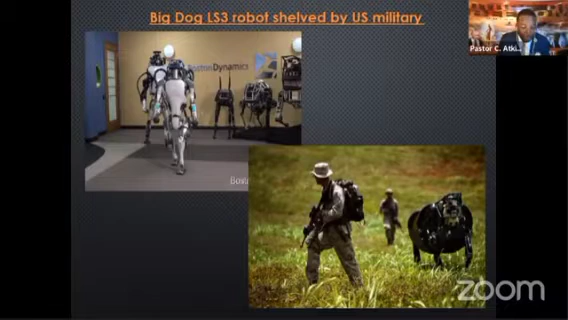 Big Dog LS3 robot shelved by US military
Pastor C. Atki
BostonDynamics
zoom